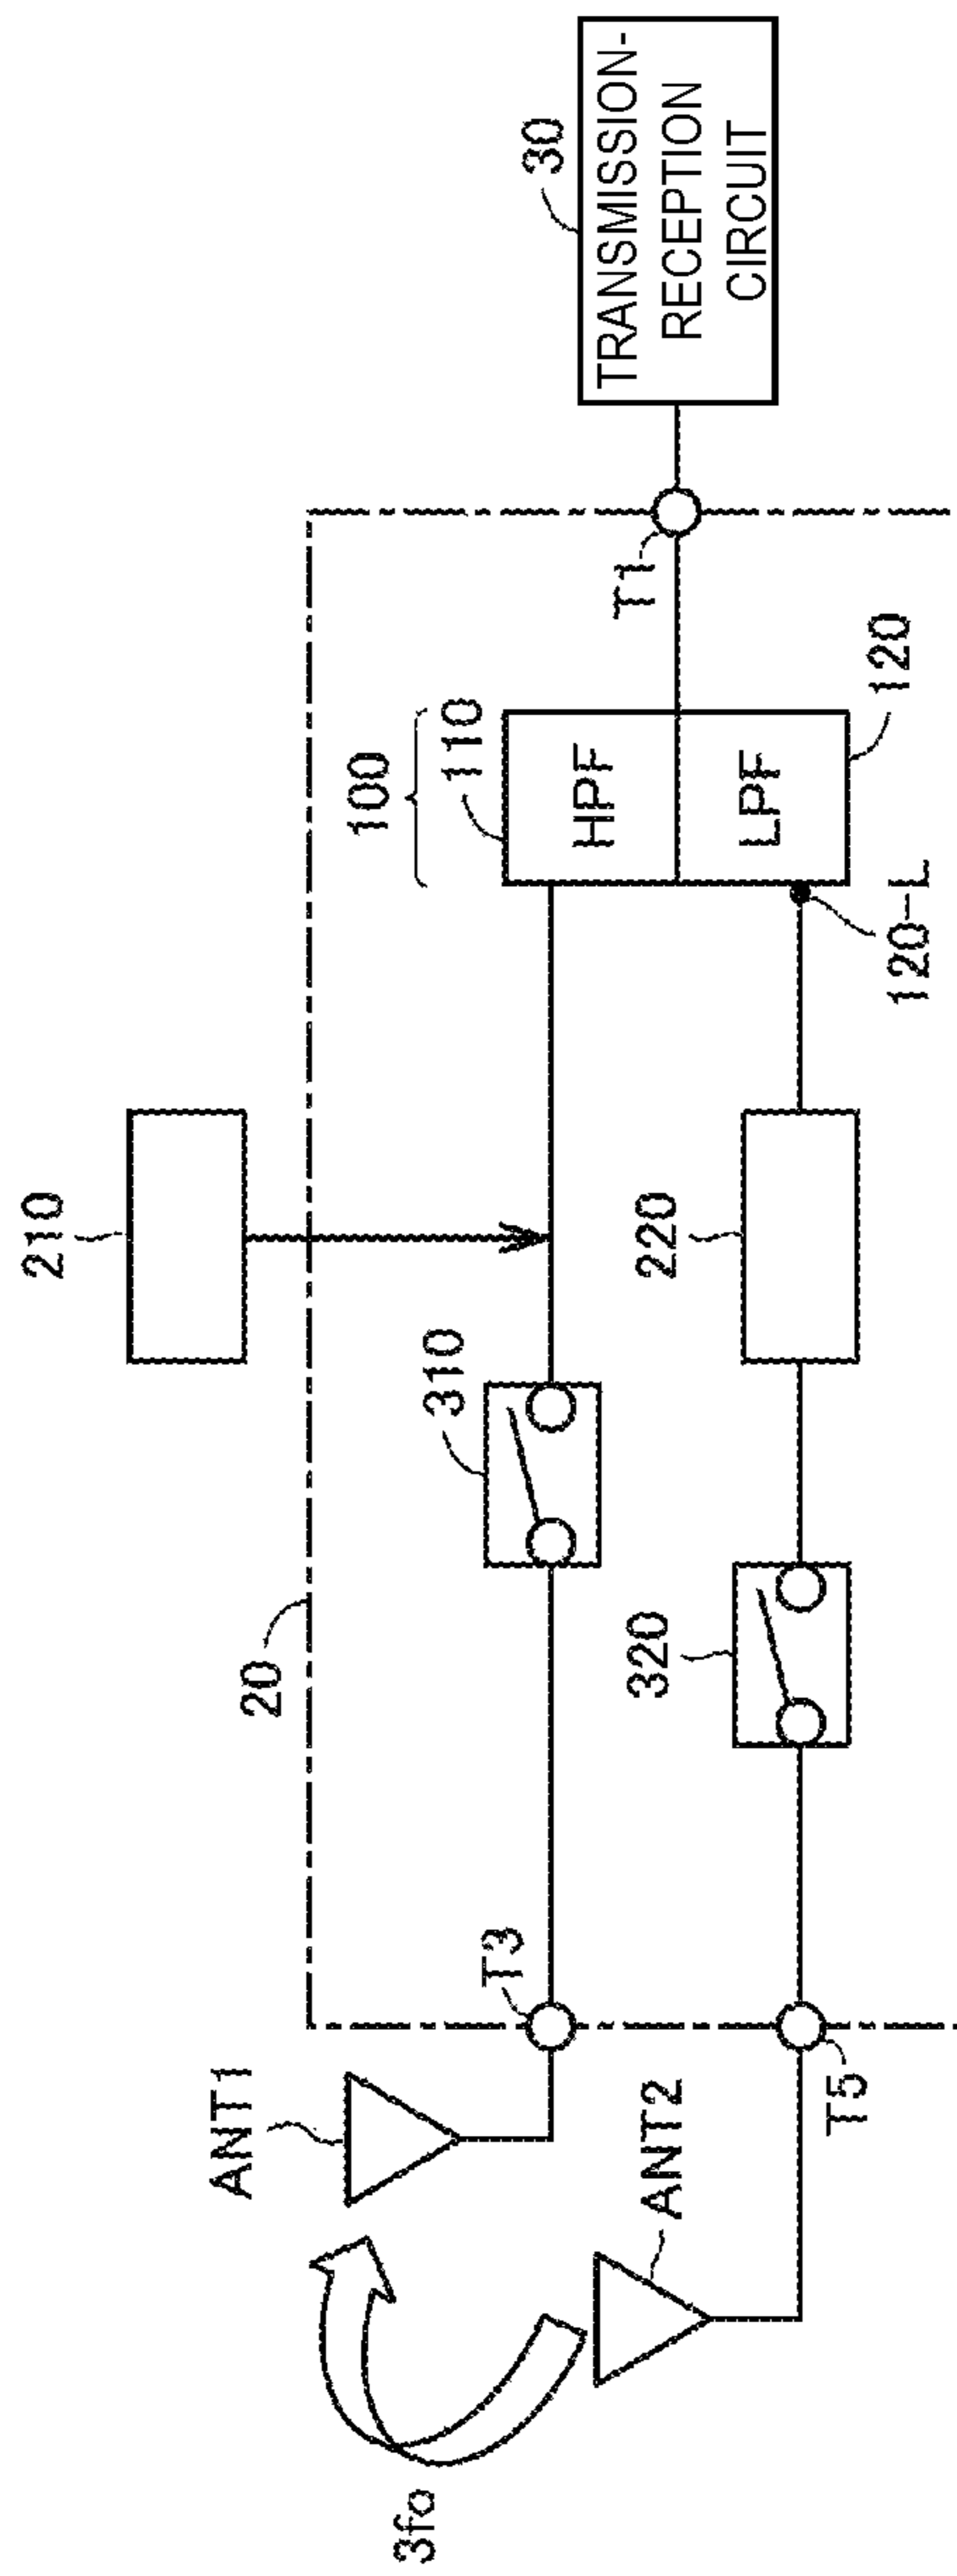 210
20
310
100
110
HPF
LPF
120
120-L
T1
30
TRANSMISSION-
RECEPTION
CIRCUIT
220
320
T3
T5
ANT1
ANT2
3fo